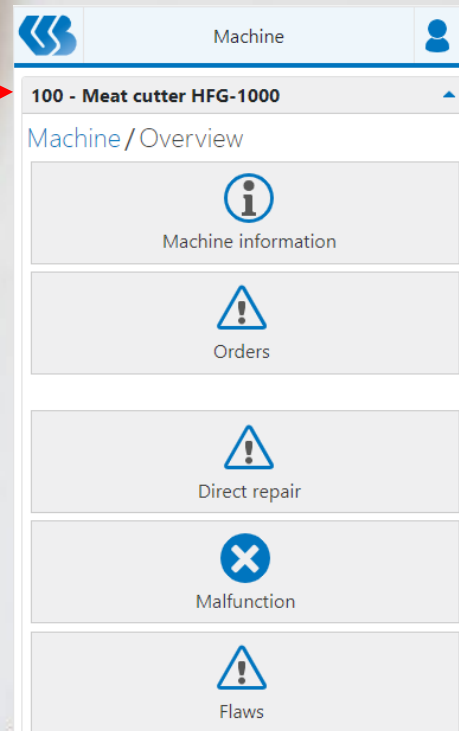 Machine
100 - Meat cutter HFG-1000
Machine / Overview
Machine information
Orders
Direct repair
Malfunction
Flaws